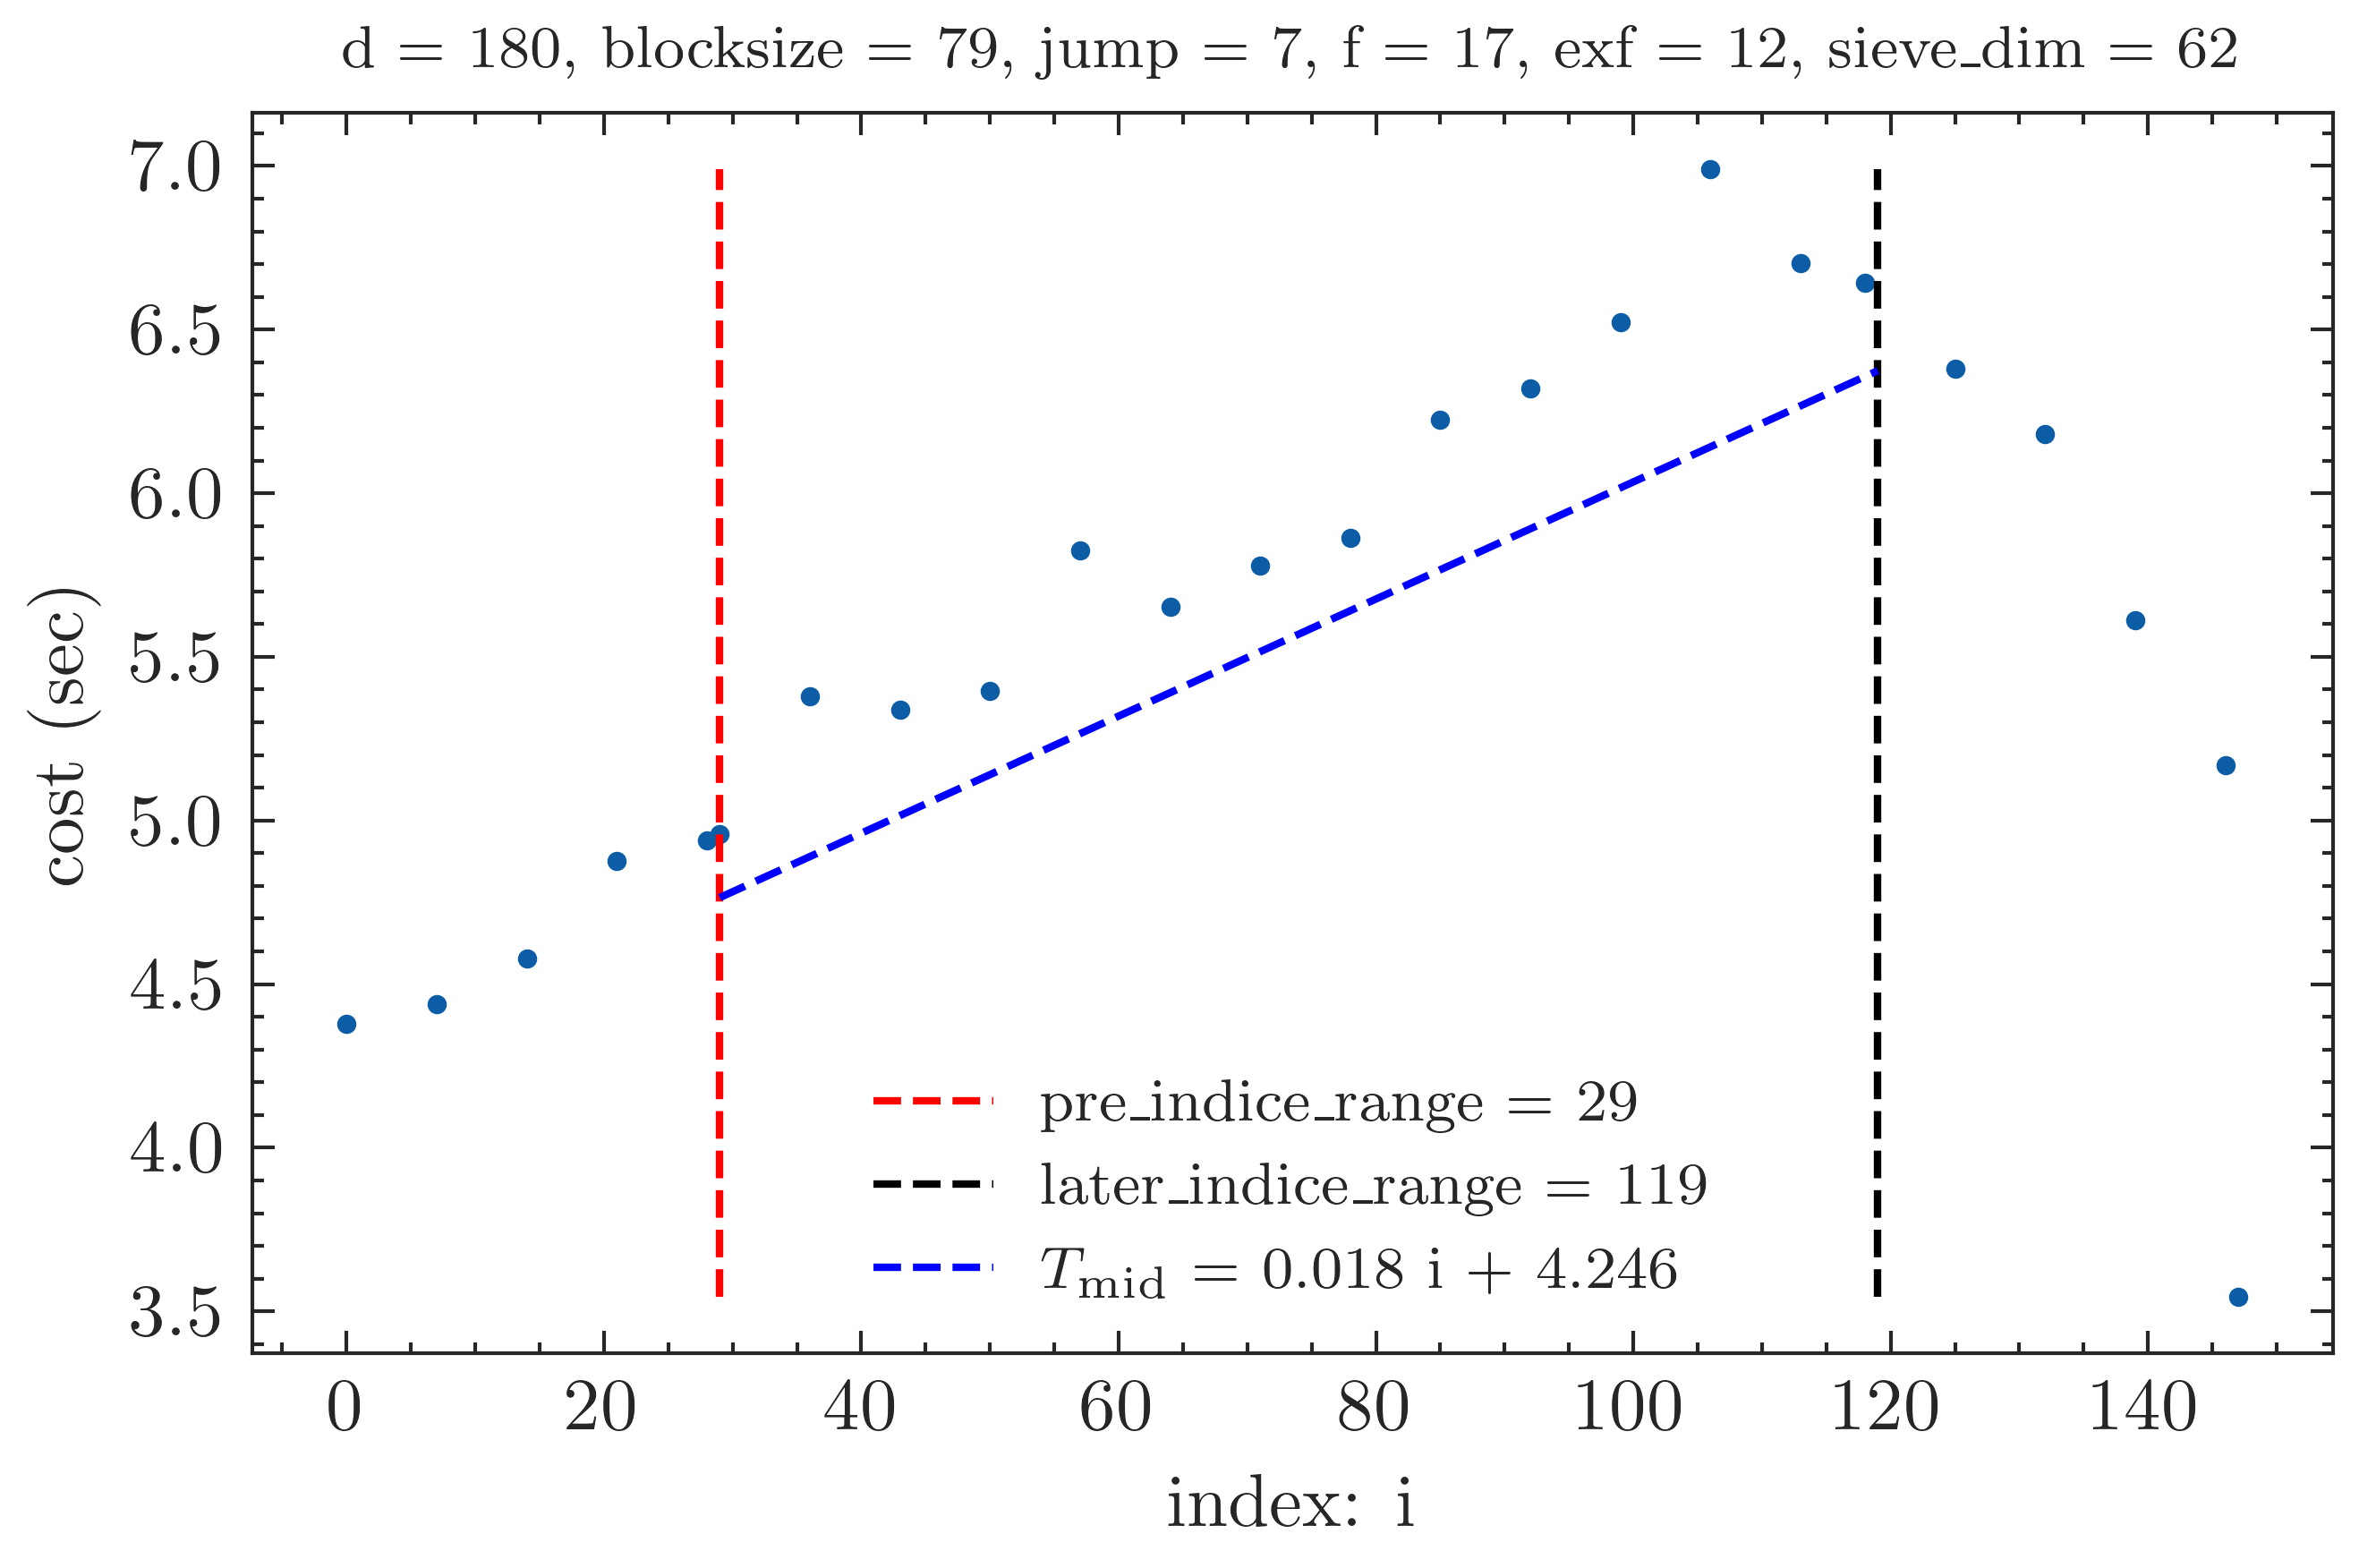 d = 180, blocksize = 79, jump = 7, f = 17, exf = 12, sieve_dim = 62
7.0
6.5
6.0
5.5
5.0
4.5
4.0
3.5
cost (sec)
pre_indice_range = 29
later_indice_range = 119
T_mid = 0.018 i + 4.246
0 20 40 60 80 100 120 140
index: i